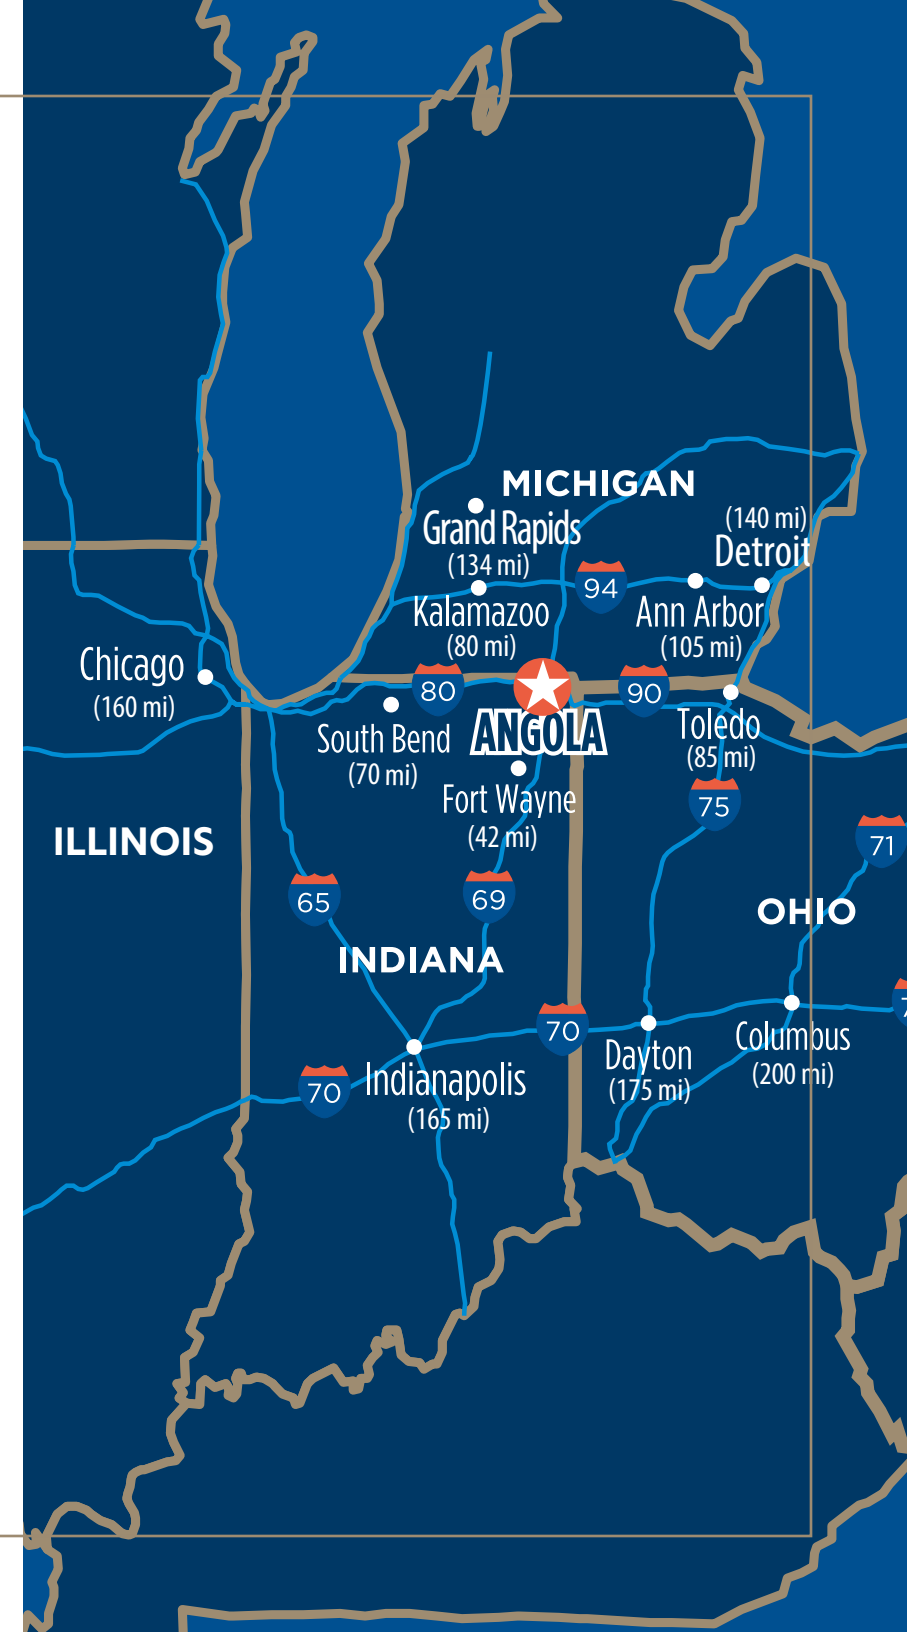 MICHIGAN
Grand Rapids
(134 mi)
(140 mi)
Detroit
94
Kalamazoo
(80 mi)
Ann Arbor
(105 mi)
Chicago
(160 mi)
80
90
South Bend
(70 mi)
ANGOLA
Toledo
(85 mi)
Fort Wayne
(42 mi)
75
ILLINOIS
71
65
69
OHIO
INDIANA
70
7
Dayton
(175 mi)
Columbus
(200 mi)
70
Indianapolis
(165 mi)